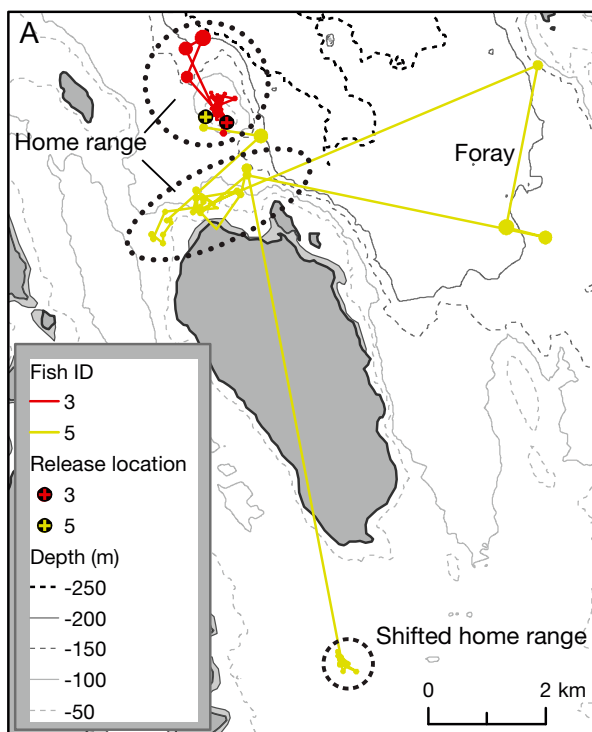 A
Home range
Foray
Fish ID
3
5
Release location
3
5
Depth (m)
-250
-200
-150
-100
-50
Shifted home range
0 2 km